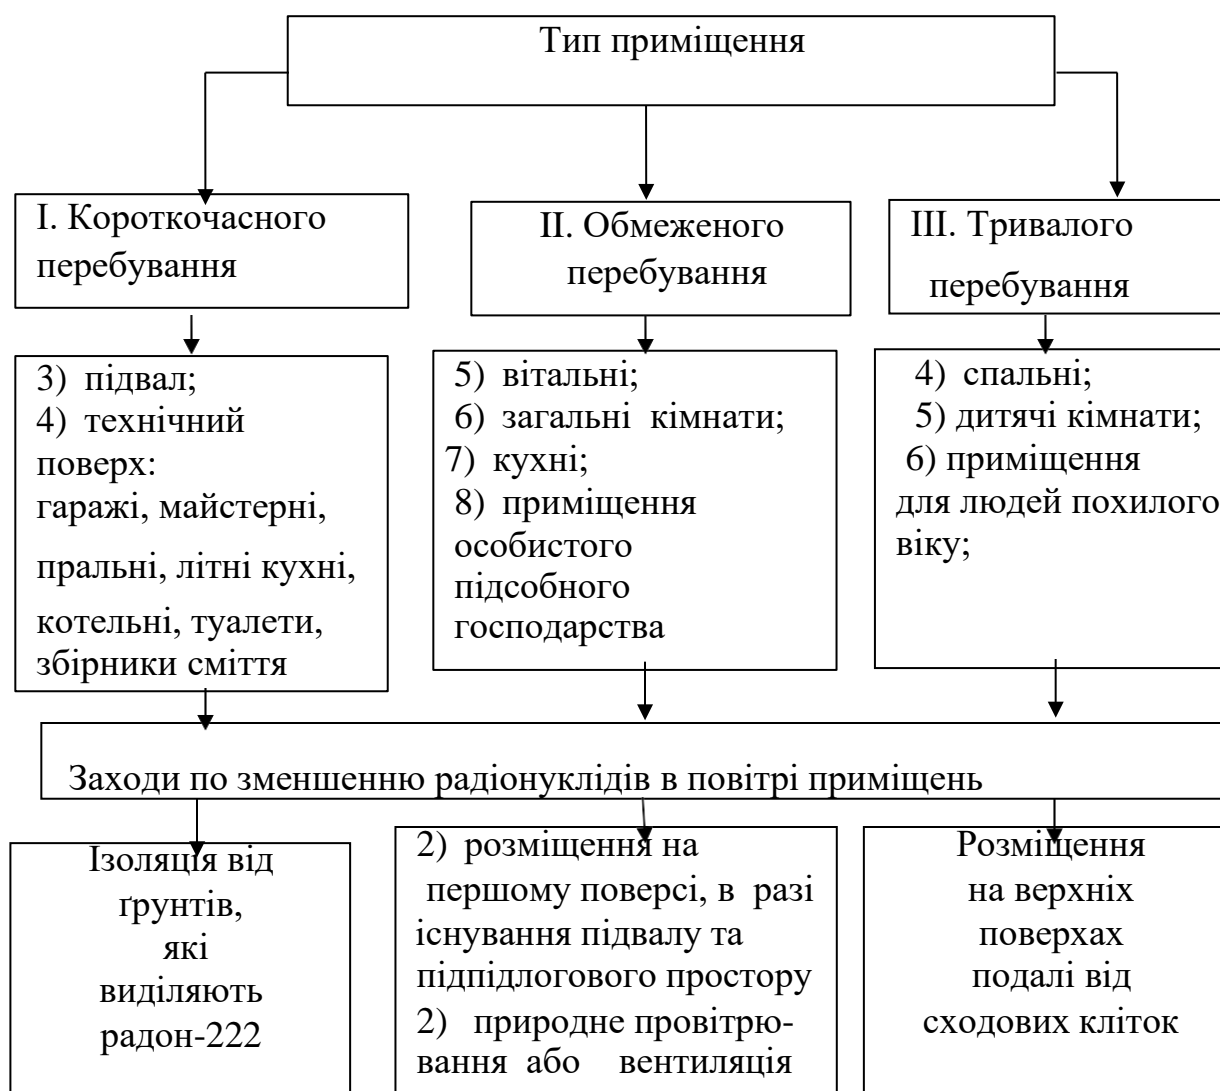 Тип приміщення
І. Короткочасного
перебування
ІІ. Обмеженого
перебування
ІІІ. Тривалого
перебування
3) підвал;
4) технічний
поверх:
гаражі, майстерні,
пральні, літні кухні,
котельні, туалети,
збірники сміття
5) вітальні;
6) загальні кімнати;
7) кухні;
8) приміщення
особистого
підсобного
господарства
4) спальні;
5) дитячі кімнати;
6) приміщення
для людей похилого
віку;
Заходи по зменшенню радіонуклідів в повітрі приміщень
Ізоляція від
ґрунтів,
які
виділяють
радон-222
2) розміщення на
першому поверсі, в разі
існування підвалу та
підпідлогового простору
2) природне провітрю-
вання або вентиляція
Розміщення
на верхніх
поверхах
подалі від
сходових кліток